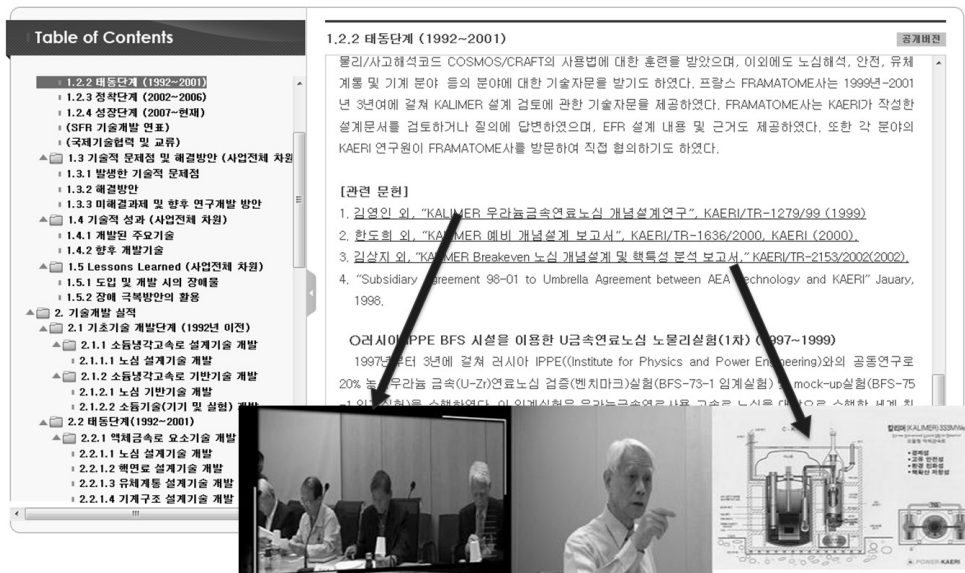 Table of Contents
1.2.2 태동단계 (1992~2001)
1.2.3 정착단계 (2002~2006)
1.2.4 성장단계 (2007~현재)
(SFR 기술개발 연표)
(국제기술협력 및 교류)
1.3 기술적 문제점 및 해결방안 (사업전체 차원
1.3.1 발생한 기술적 문제점
1.3.2 해결방안
1.3.3 미해결과제 및 향후 연구개발 방안
1.4 기술적 성과 (사업전체 차원)
1.4.1 개발된 주요기술
1.4.2 향후 개발기술
1.5 Lessons Learned (사업전체 차원)
1.5.1 도입 및 개발 시의 장애물
1.5.2 장애 극복방안의 활용
2. 기술개발 실적
2.1 기초기술 개발단계 (1992년 이전)
2.1.1 소듐냉각고속로 설계기술 개발
2.1.1.1 노심 설계기술 개발
2.1.2 소듐냉각고속로 기반기술 개발
2.1.2.1 노심 기반기술 개발
2.1.2.2 소듐기술(기기 및 실험)
2.2 태동단계(1992~2001)
2.2.1 액체금속로 요소기술 개발
2.2.1.1 노심 설계기술 개발
2.2.1.2 핵연료 설계기술 개발
2.2.1.3 유체계통 설계기술 개발
2.2.1.4 기계구조 설계기술 개발
1.2.2 태동단계 (1992~2001)
공개버전
물리/사고해석코드 COSMOS/CRAFT의 사용법에 대한 훈련을 받았으며, 이외에도 노심해석, 안전, 유체
계통 및 기계 분야 등의 분야에 대한 기술자문을 받기도 하였다. 프랑스 FRAMATOME사는 1999년-2001
년 3년여에 걸쳐 KALIMER 설계 검토에 관한 기술자문을 제공하였다. FRAMATOME사는 KAERI가 작성한
설계문서를 검토하거나 질의에 답변하였으며, EFR 설계 내용 및 근거도 제공하였다. 또한 각 분야의
KAERI 연구원이 FRAMATOME사를 방문하여 직접 협의하기도 하였다.
[관련 문헌]
1. 김영인 외, "KALIMER 우라늄금속연료노심 개념설계연구", KAERI/TR-1279/99 (1999)
2. 한도희 외, "KALIMER 예비 개념설계 보고서", KAERI/TR-1636/2000, KAERI (2000).
3. 김상지 외, "KALIMER Breakeven 노심 개념설계 및 핵특성 분석 보고서," KAERI/TR-2153/2002(2002).
4. "Subsidiary Agreement 98-01 to Umbrella Agreement between AEA Technology and KAERI" Jauary,
1998.
O러시아 IPPE BFS 시설을 이용한 U금속연료노심 노물리실험(1차) (1997~1999)
1997년부터 3년에 걸쳐 러시아 IPPE((Institute for Physics and Power Engineering)와의 공동연구로
20% 농축우라늄 금속(U-Zr)연료노심 검증(벤치마크)실험(BFS-73-1 임계실험) 및 mock-up실험(BFS-75
칼리머(KALIMER) 333MWe
• 경제성
• 고유 안전성
• 환경 친화성
• 핵확산 저항성
POWER-KAERI